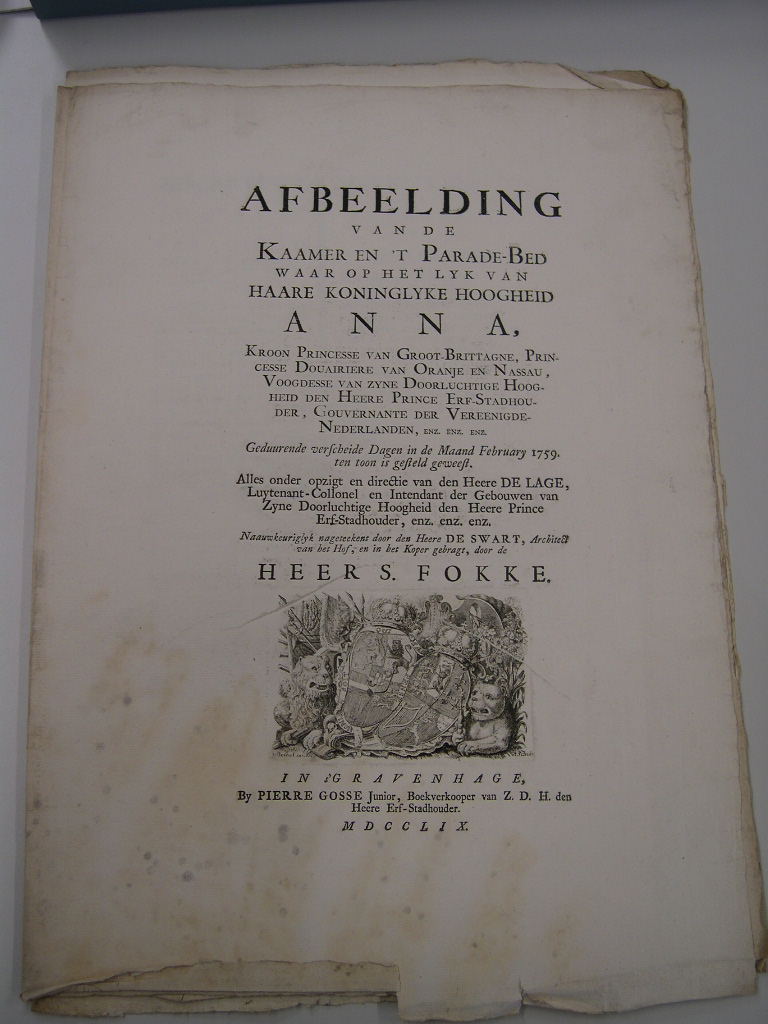 AFBEELDING
VAN DE
KAAMER EN 'T PARADE-BED
WAAR OP HET LYK VAN
HAARE KONINGLYKE HOOGHEID
ANNA,
KROON PRINCESSE VAN GROOT-BRITTAGNE, PRIN-
CESSE DOUAIRIERE VAN ORANJE EN NASSAU,
VOOGDESSE VAN ZYNE DOORLUCHTIGE HOOG-
HEID DEN HEERE PRINCE ERF-STADHOU-
DER, GOUVERNANTE DER VEREENIGDE-
NEDERLANDEN, ENZ. ENZ. ENZ.
Geduurende verscheide Dagen in de Maand February 1759.
ten toon is gesteld geweest.
Alles onder opzigt en directie van den Heere DE LAGE,
Luytenant-Collonel en Intendant der Gebouwen van
Zyne Doorluchtige Hoogheid den Heere Prince
Erf-Stadhouder, enz. enz. enz.
Naauwkeuriglyk nageteekent door den Heere DE SWART, Architect
van het Hof, en in het Koper gebragt, door de
HEER S. FOKKE.
IN 'sGRAVENHAGE,
By PIERRE GOSSE Junior, Boekverkooper van Z. D. H. den
Heere Erf-Stadhouder.
MDCCLIX.